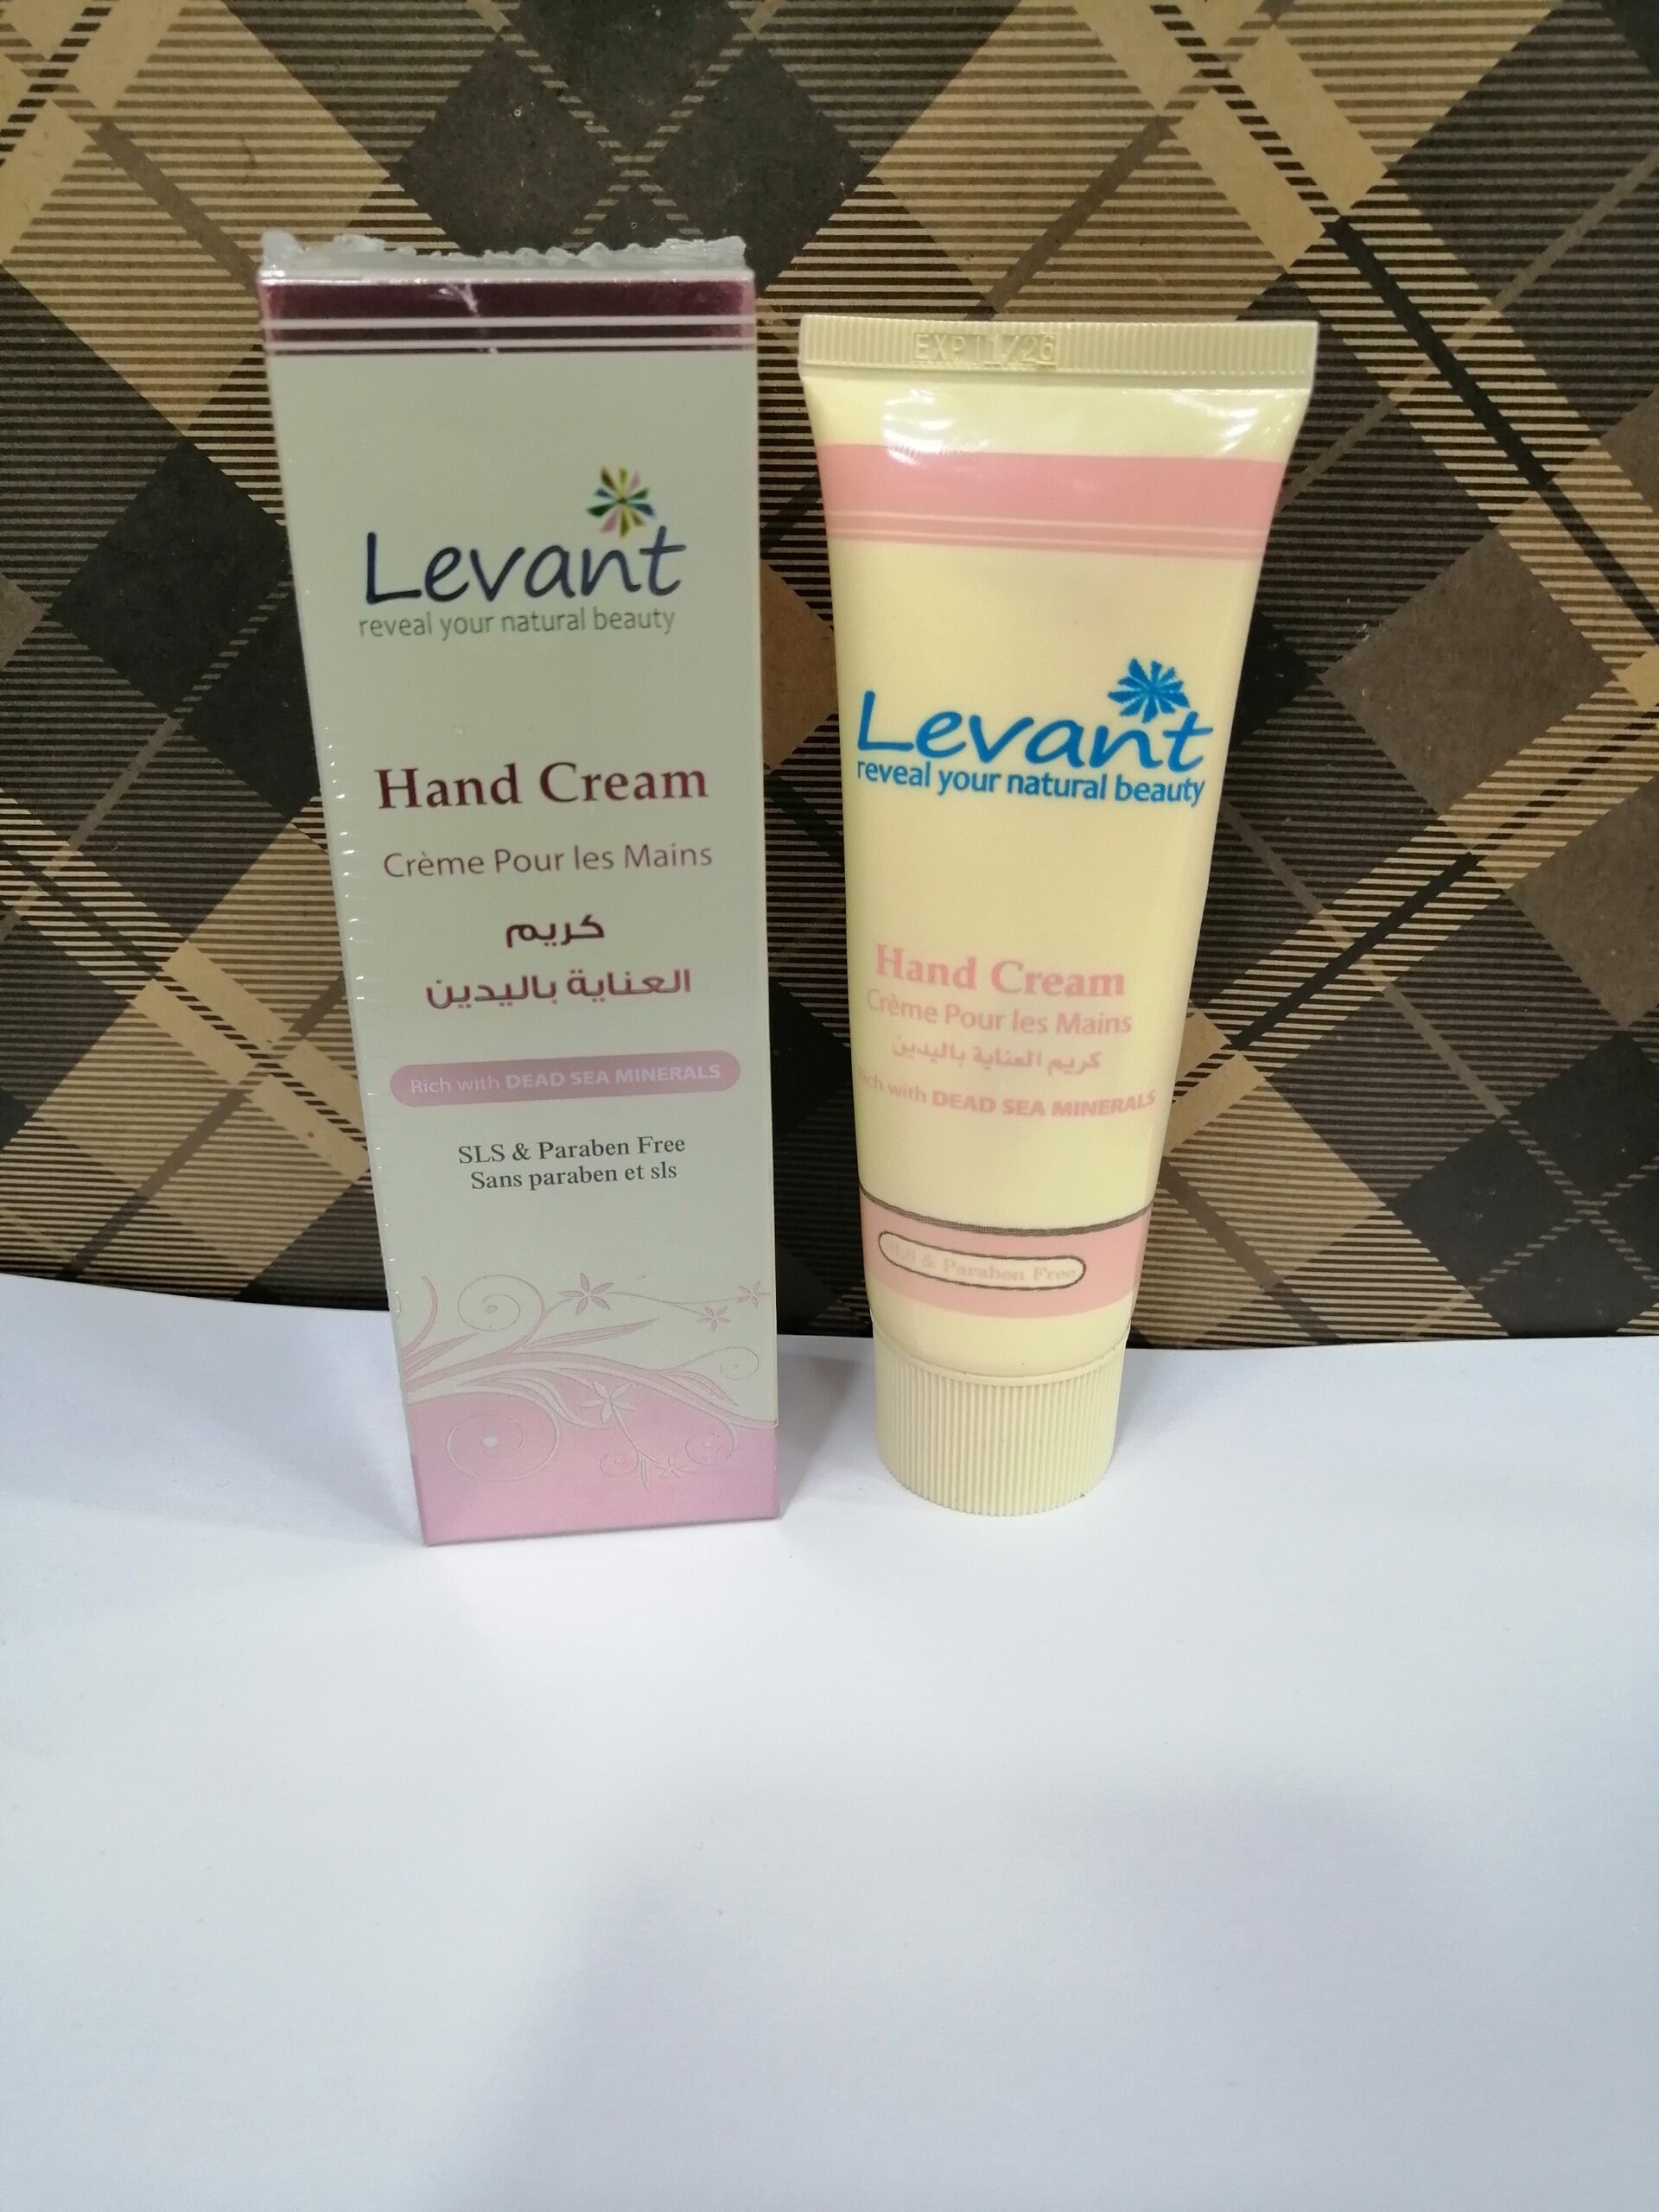 Levant
reveal your natural beauty
Hand Cream
Crème Pour les Mains
كريم
العناية باليدين
Rich with DEAD SEA MINERALS
SLS & Paraben Free
Sans paraben et sls
EXP 11/26
Levant
reveal your natural beauty
Hand Cream
Crème Pour les Mains
كريم العناية باليدين
Rich with DEAD SEA MINERALS
SLS & Paraben Free